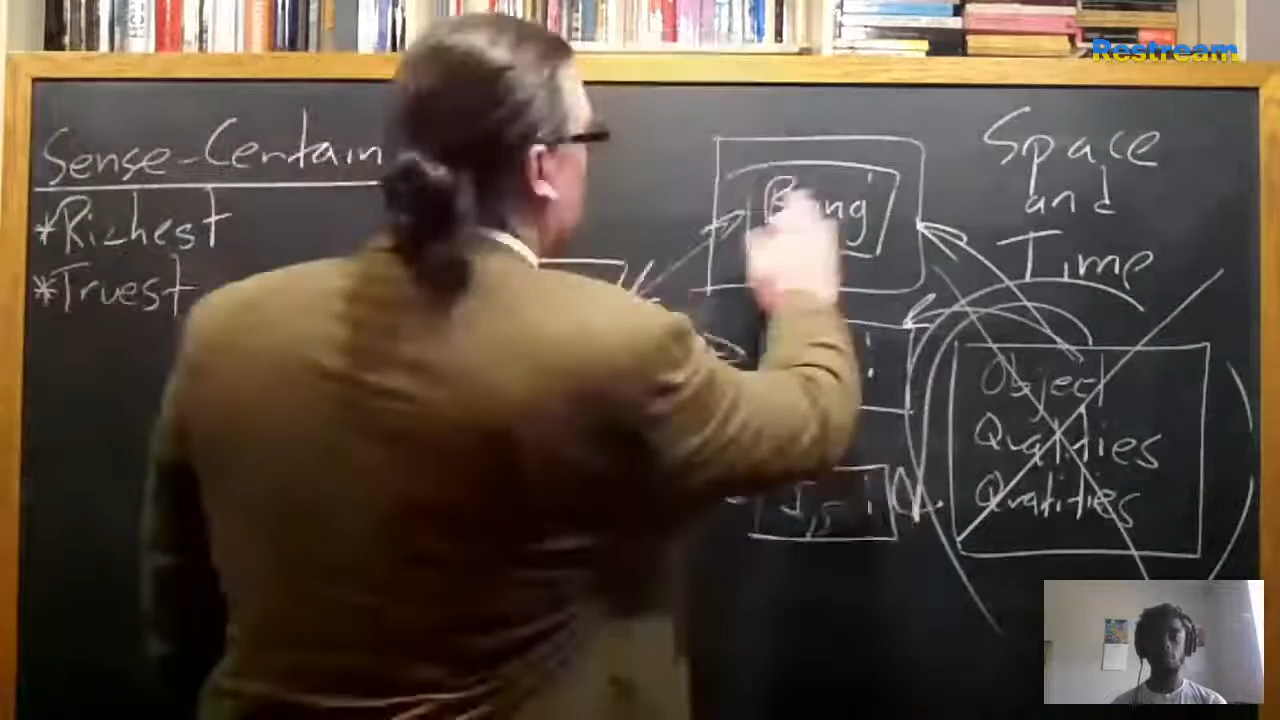 Restream
Sense-Certain
*Richest
*Truest
Being
Space
and
Time
Object
Qualities
Quatities